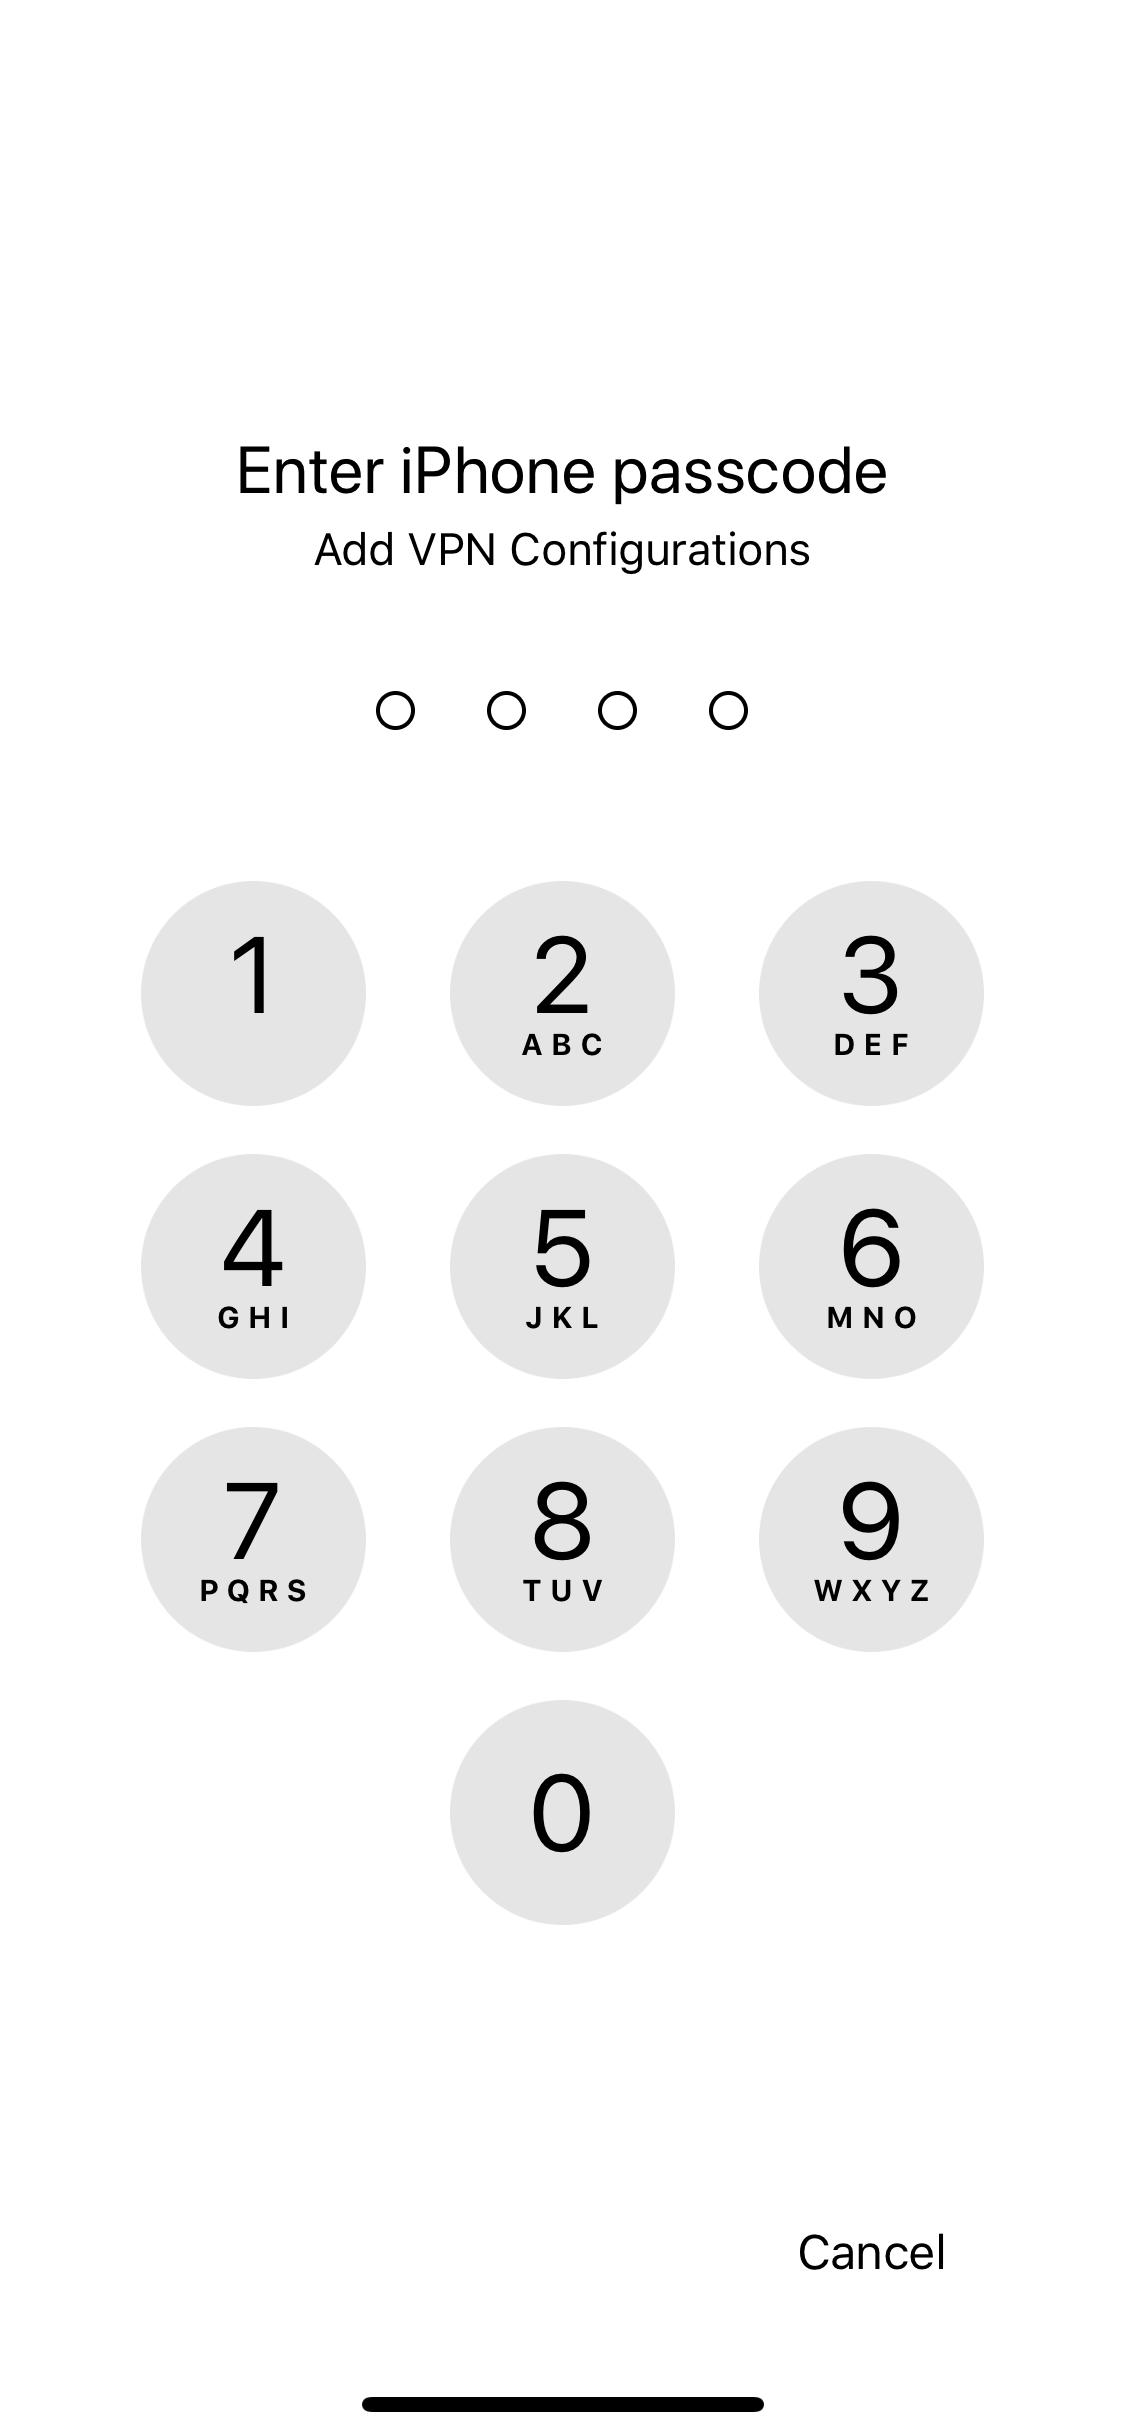 Enter iPhone passcode
Add VPN Configurations
1 2 3
ABC DEF
4 5 6
GHI JKL MNO
7 8 9
PQRS TUV WXYZ
0
Cancel